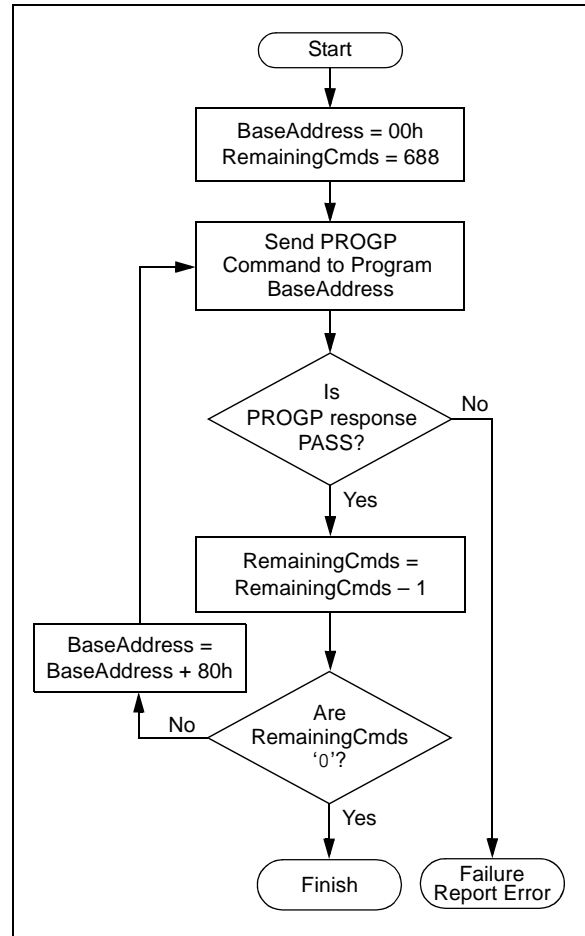 Start
BaseAddress = 00h
RemainingCmds = 688
Send PROGP
Command to Program
BaseAddress
Is
PROGP response
PASS?
No
Yes
RemainingCmds =
RemainingCmds – 1
BaseAddress =
BaseAddress + 80h
No
Are
RemainingCmds
‘0’?
Yes
Finish
Failure
Report Error